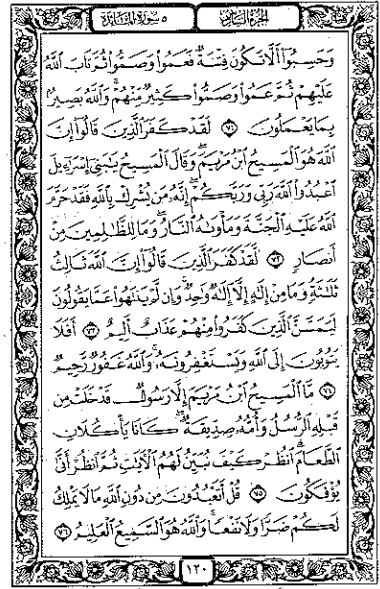 الجزء السادس ٥ سورة المائدة
وَحَسِبُوٓا۟ أَلَّا تَكُونَ فِتْنَةٌ فَعَمُوا۟ وَصَمُّوا۟ ثُمَّ تَابَ ٱللَّهُ
عَلَيْهِمْ ثُمَّ عَمُوا۟ وَصَمُّوا۟ كَثِيرٌ مِّنْهُمْ ۚ وَٱللَّهُ بَصِيرٌۢ
بِمَا يَعْمَلُونَ ٧١ لَقَدْ كَفَرَ ٱلَّذِينَ قَالُوٓا۟ إِنَّ
ٱللَّهَ هُوَ ٱلْمَسِيحُ ٱبْنُ مَرْيَمَ ۖ وَقَالَ ٱلْمَسِيحُ يَٰبَنِىٓ إِسْرَٰٓءِيلَ
ٱعْبُدُوا۟ ٱللَّهَ رَبِّى وَرَبَّكُمْ ۖ إِنَّهُۥ مَن يُشْرِكْ بِٱللَّهِ فَقَدْ حَرَّمَ
ٱللَّهُ عَلَيْهِ ٱلْجَنَّةَ وَمَأْوَىٰهُ ٱلنَّارُ ۖ وَمَا لِلظَّٰلِمِينَ مِنْ
أَنصَارٍ ٧٢ لَّقَدْ كَفَرَ ٱلَّذِينَ قَالُوٓا۟ إِنَّ ٱللَّهَ ثَالِثُ
ثَلَٰثَةٍ ۘ وَمَا مِنْ إِلَٰهٍ إِلَّآ إِلَٰهٌ وَٰحِدٌ ۚ وَإِن لَّمْ يَنتَهُوا۟ عَمَّا يَقُولُونَ
لَيَمَسَّنَّ ٱلَّذِينَ كَفَرُوا۟ مِنْهُمْ عَذَابٌ أَلِيمٌ ٧٣ أَفَلَا
يَتُوبُونَ إِلَى ٱللَّهِ وَيَسْتَغْفِرُونَهُۥ ۚ وَٱللَّهُ غَفُورٌ رَّحِيمٌ
٧٤ مَّا ٱلْمَسِيحُ ٱبْنُ مَرْيَمَ إِلَّا رَسُولٌ قَدْ خَلَتْ مِن
قَبْلِهِ ٱلرُّسُلُ وَأُمُّهُۥ صِدِّيقَةٌ ۖ كَانَا يَأْكُلَانِ
ٱلطَّعَامَ ۗ ٱنظُرْ كَيْفَ نُبَيِّنُ لَهُمُ ٱلْءَايَٰتِ ثُمَّ ٱنظُرْ أَنَّىٰ
يُؤْفَكُونَ ٧٥ قُلْ أَتَعْبُدُونَ مِن دُونِ ٱللَّهِ مَا لَا يَمْلِكُ
لَكُمْ ضَرًّا وَلَا نَفْعًا ۚ وَٱللَّهُ هُوَ ٱلسَّمِيعُ ٱلْعَلِيمُ ٧٦
١٢٠